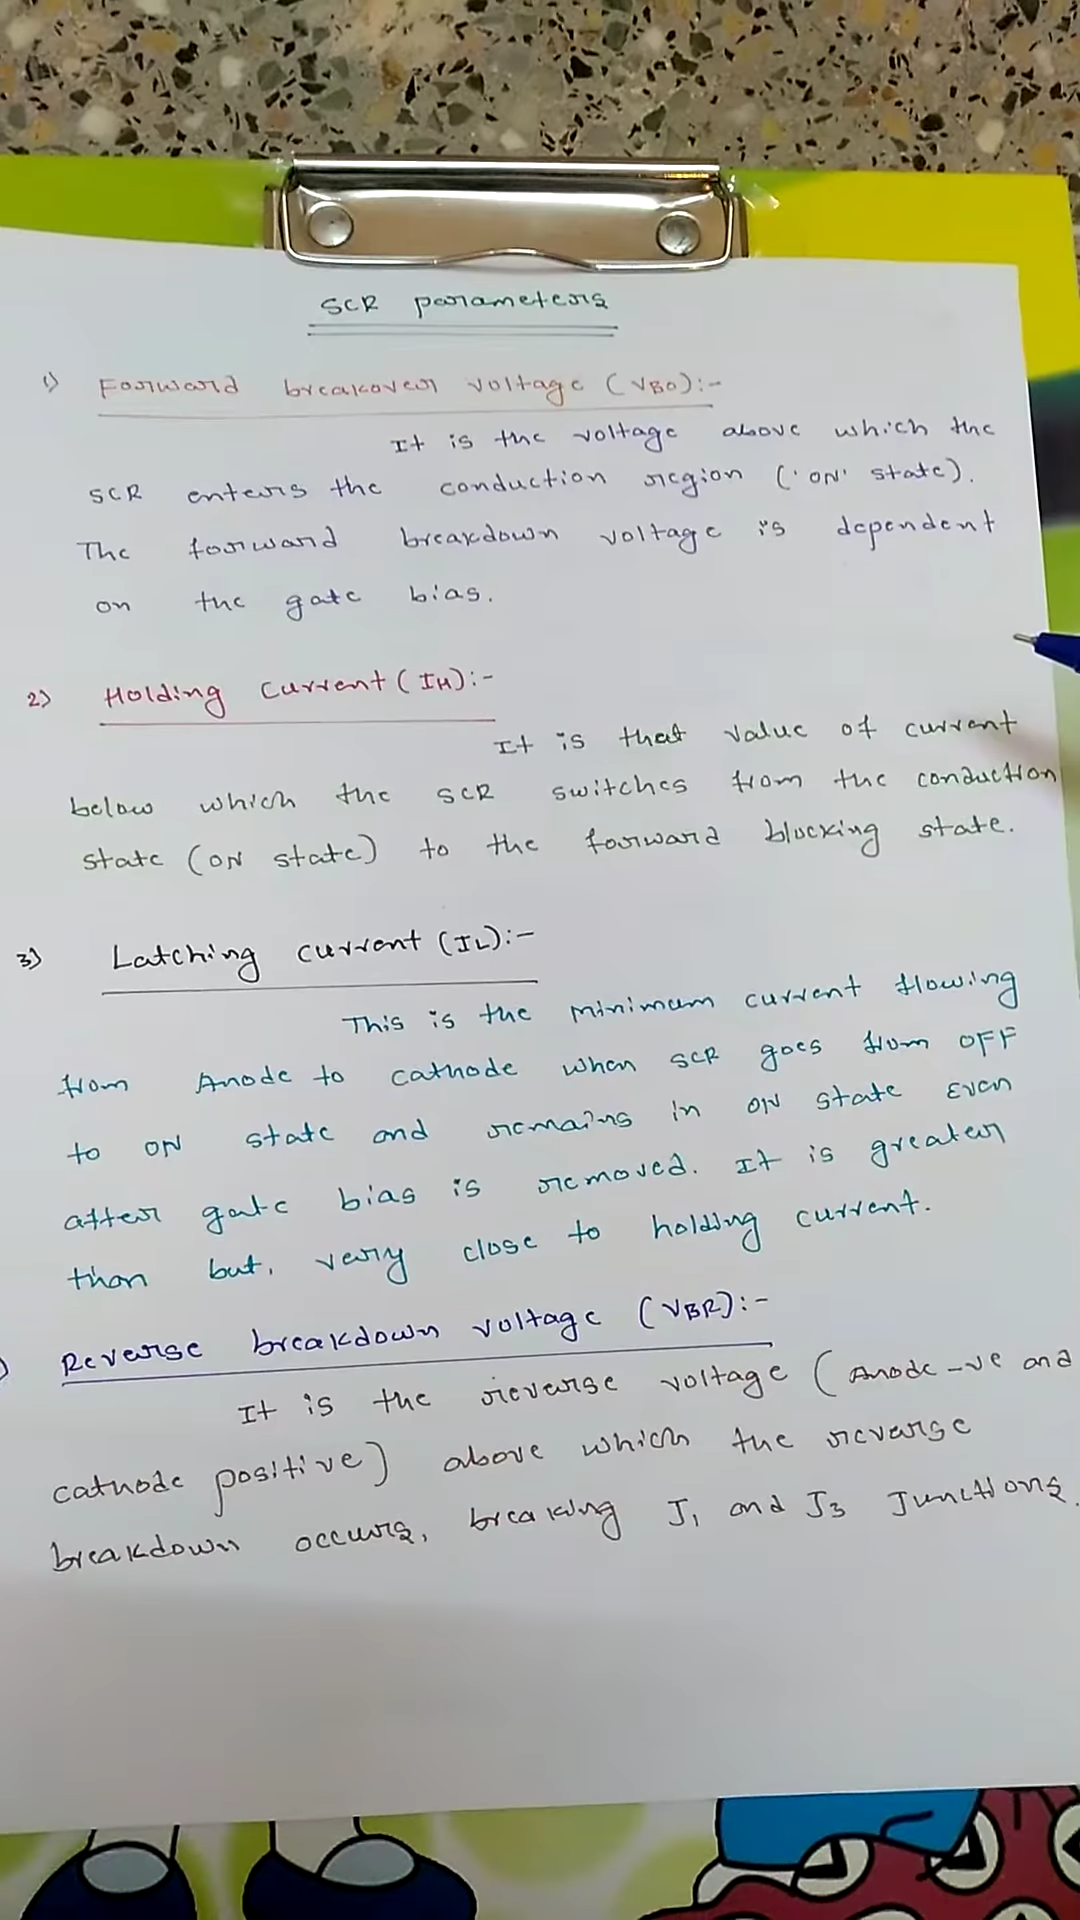 SCR parameters
1) Forward breakover voltage (VBO):-
It is the voltage above which the
SCR enters the conduction region ('ON' state).
The forward breakdown voltage is dependent
on the gate bias.
2) Holding current (IH):-
It is that value of current
below which the SCR switches from the conduction
state (ON state) to the forward blocking state.
3) Latching current (IL):-
This is the minimum current flowing
from Anode to cathode when SCR goes from OFF
to ON state and remains in ON state even
after gate bias is removed. It is greater
than but, very close to holding current.
) Reverse breakdown voltage (VBR):-
It is the reverse voltage (Anode -ve and
cathode positive) above which the reverse
breakdown occurs, breaking J1 and J3 Junctions.